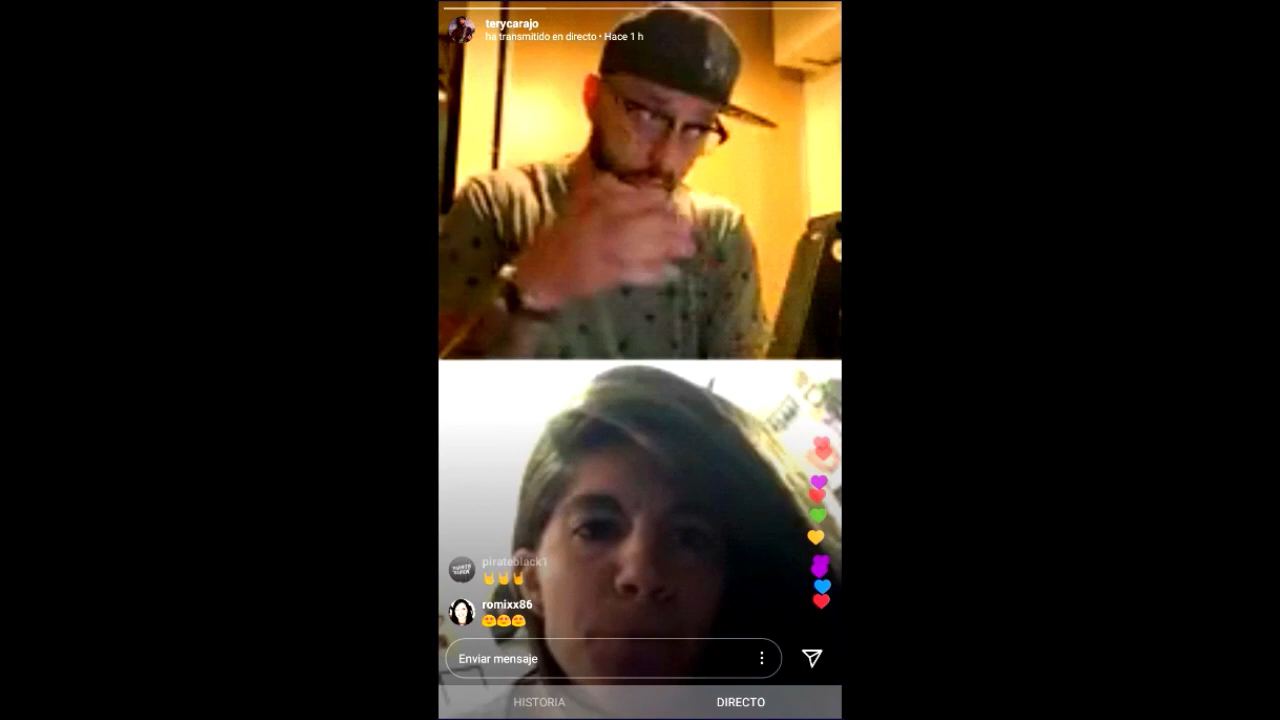 terycarajo
ha transmitido en directo • Hace 1 h
pirateblack1
romixx86
Enviar mensaje
HISTORIA
DIRECTO